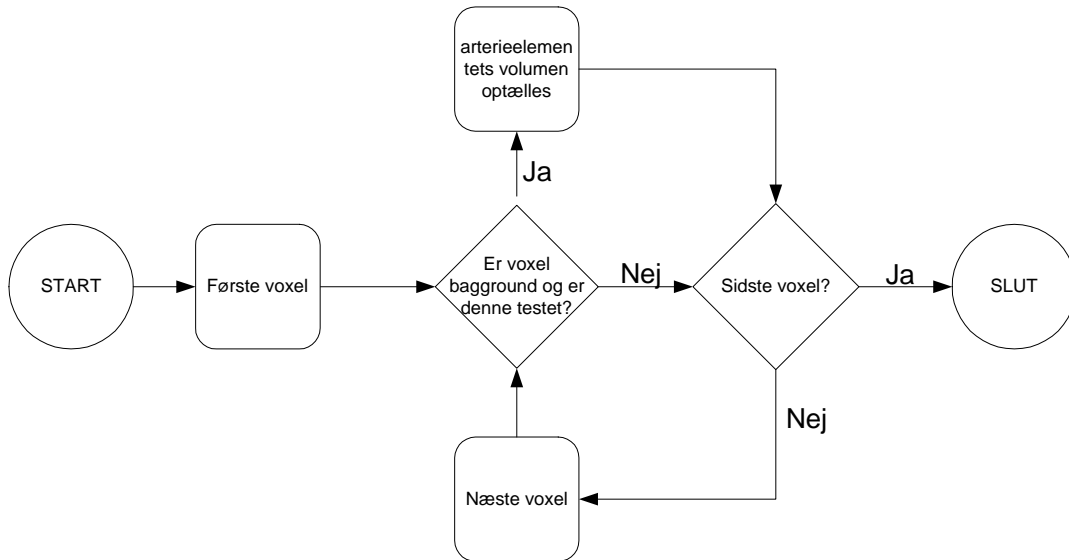 arterieelemen
tets volumen
optælles
Ja
START
Første voxel
Er voxel
bagground og er
denne testet?
Nej
Sidste voxel?
Ja
SLUT
Nej
Næste voxel